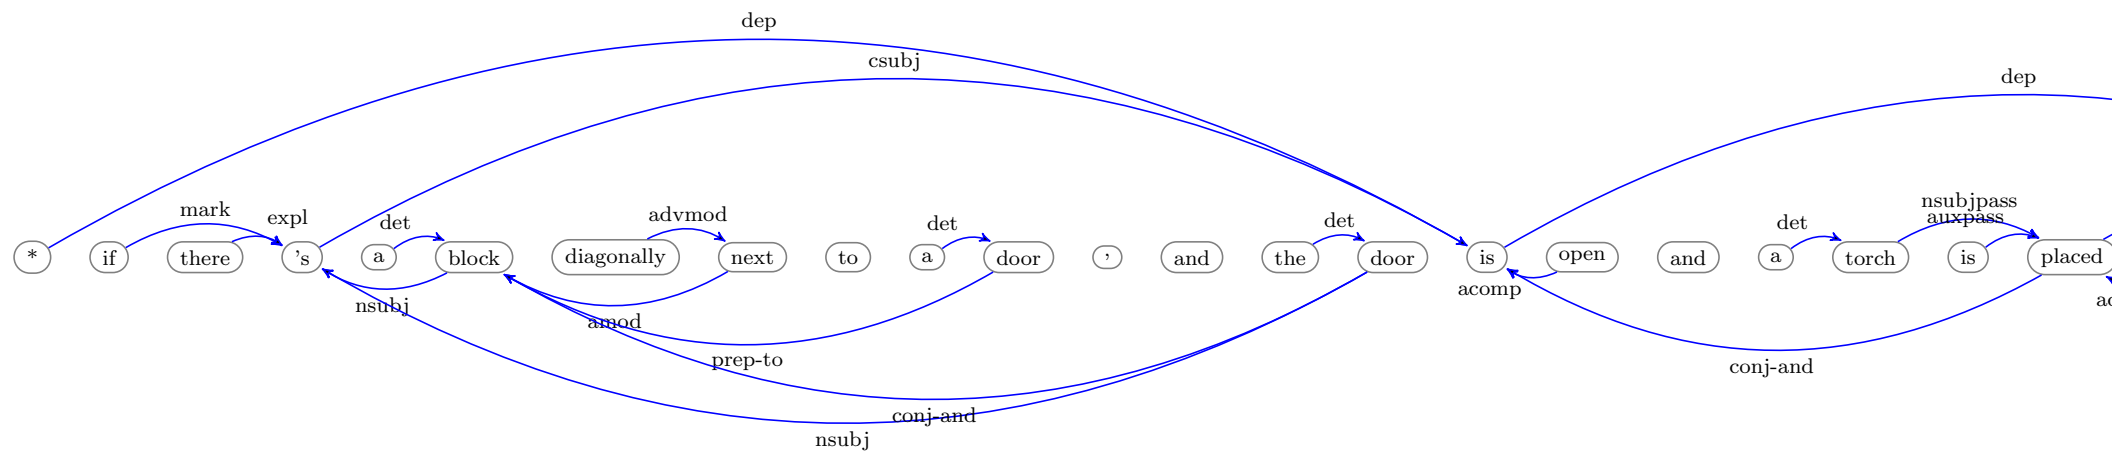 dep
csubj
dep
mark
expl
det
advmod
det
det
det
nsubjpass
auxpass
* if there 's a block diagonally next to a door , and the door is open and a torch is placed
nsubj
amod
prep-to
conj-and
nsubj
acomp
conj-and